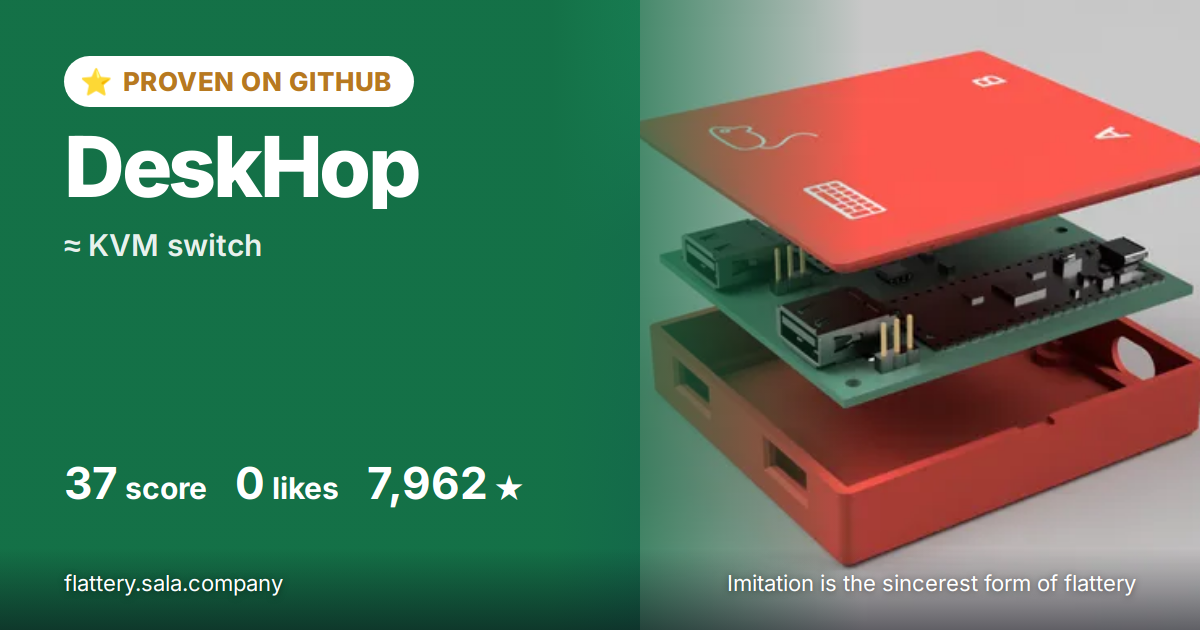 ⭐ PROVEN ON GITHUB
DeskHop
≈ KVM switch
37 score 0 likes 7,962 ★
flattery.sala.company
Imitation is the sincerest form of flattery
B
A